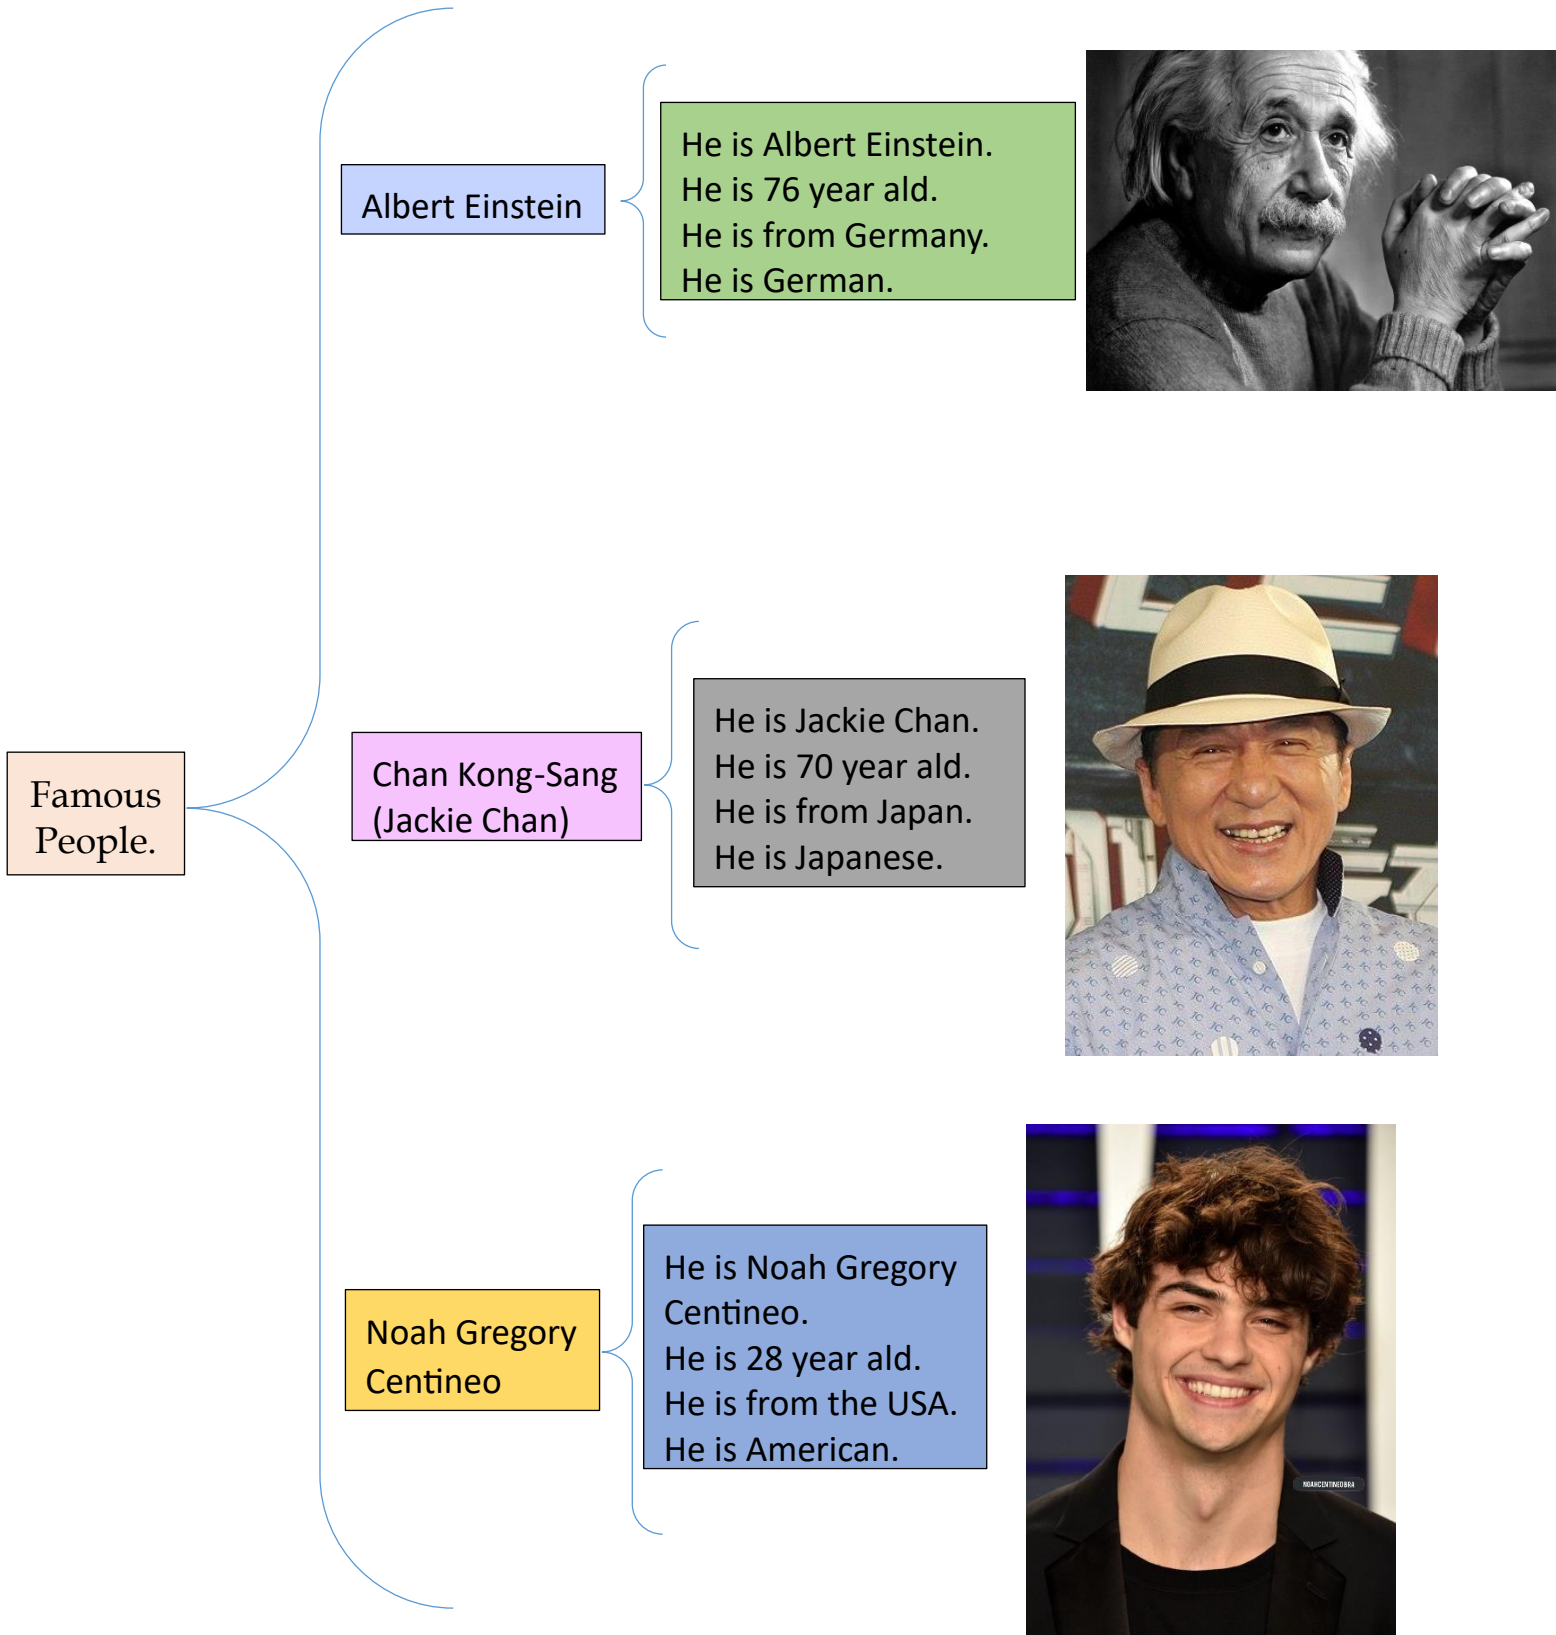 Famous
People.
Albert Einstein
He is Albert Einstein.
He is 76 year ald.
He is from Germany.
He is German.
Chan Kong-Sang
(Jackie Chan)
He is Jackie Chan.
He is 70 year ald.
He is from Japan.
He is Japanese.
Noah Gregory
Centineo
He is Noah Gregory
Centineo.
He is 28 year ald.
He is from the USA.
He is American.
NOAHCENTINEOBRA